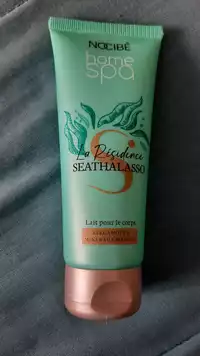 NOCIBÉ
home
spa
La Résidence
SEATHALASSO
S
Lait pour le corps